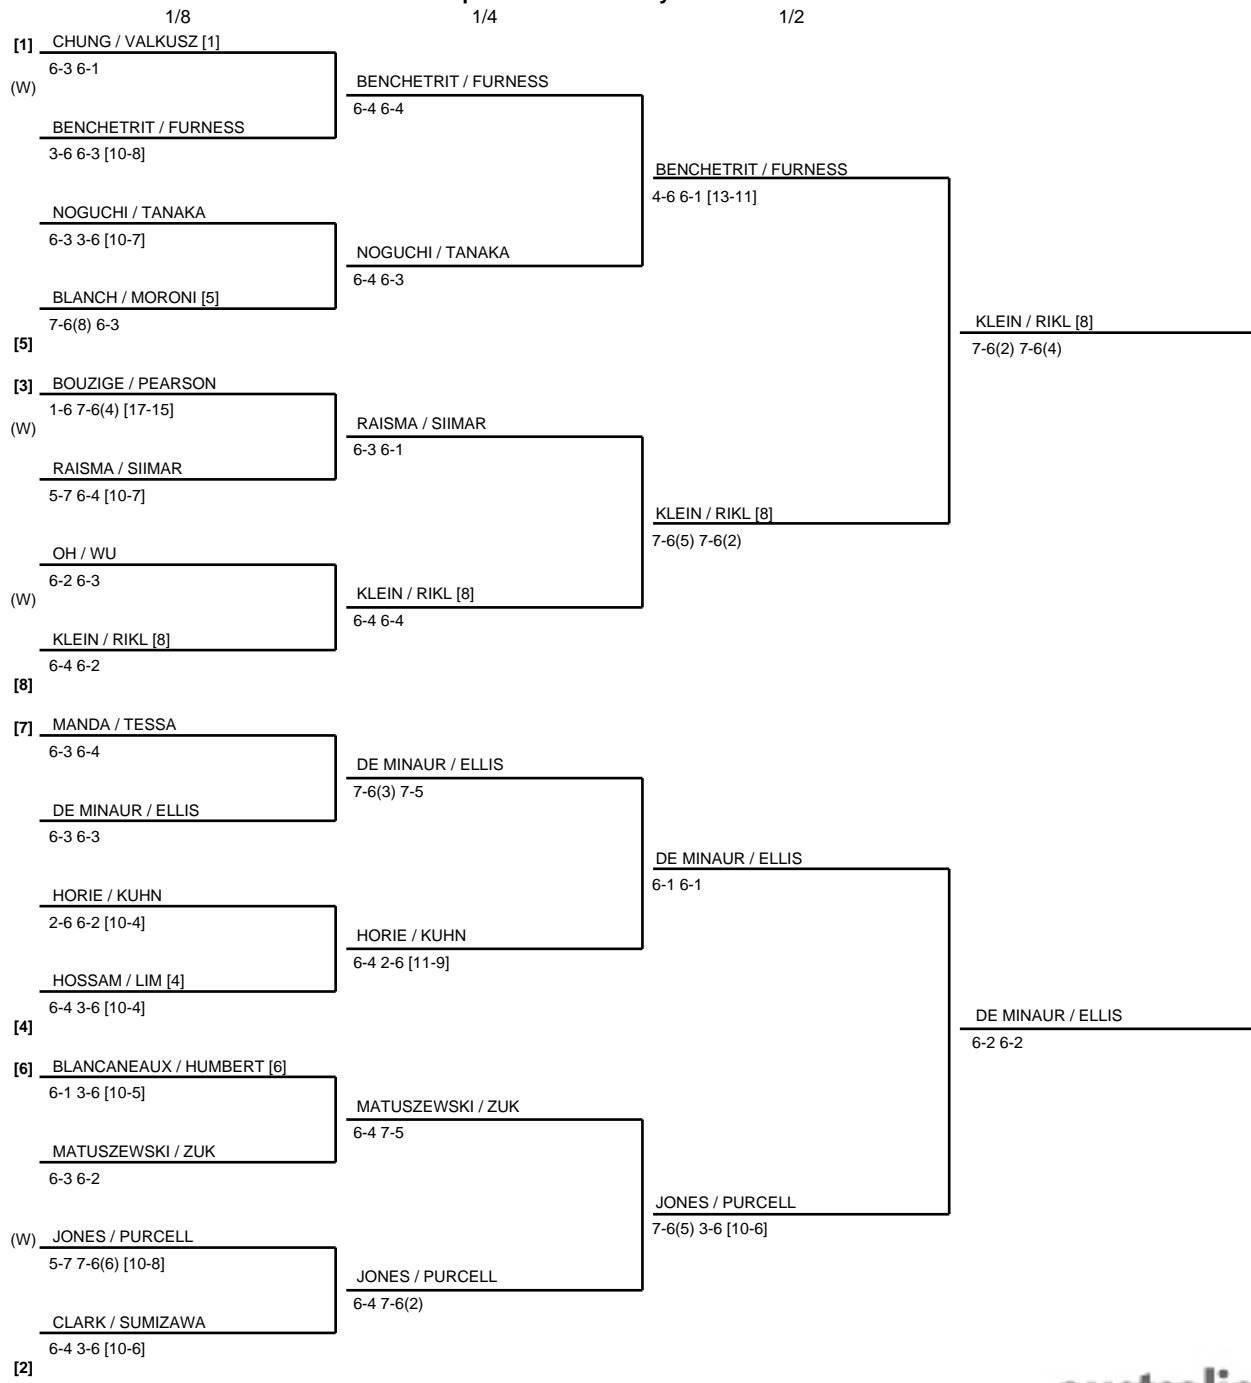 1/8 1/4 1/2
[1] CHUNG / VALKUSZ [1]
6-3 6-1
(W)
BENCHETRIT / FURNESS
6-4 6-4
BENCHETRIT / FURNESS
3-6 6-3 [10-8]
BENCHETRIT / FURNESS
4-6 6-1 [13-11]
NOGUCHI / TANAKA
6-3 3-6 [10-7]
NOGUCHI / TANAKA
6-4 6-3
BLANCH / MORONI [5]
7-6(8) 6-3
[5]
KLEIN / RIKL [8]
7-6(2) 7-6(4)
[3] BOUZIGE / PEARSON
1-6 7-6(4) [17-15]
(W)
RAISMA / SIIMAR
6-3 6-1
RAISMA / SIIMAR
5-7 6-4 [10-7]
KLEIN / RIKL [8]
7-6(5) 7-6(2)
OH / WU
6-2 6-3
(W)
KLEIN / RIKL [8]
6-4 6-4
KLEIN / RIKL [8]
6-4 6-2
[8]
[7] MANDA / TESSA
6-3 6-4
DE MINAUR / ELLIS
7-6(3) 7-5
DE MINAUR / ELLIS
6-3 6-3
DE MINAUR / ELLIS
6-1 6-1
HORIE / KUHN
2-6 6-2 [10-4]
HORIE / KUHN
6-4 2-6 [11-9]
HOSSAM / LIM [4]
6-4 3-6 [10-4]
[4]
DE MINAUR / ELLIS
6-2 6-2
[6] BLANCANEAUX / HUMBERT [6]
6-1 3-6 [10-5]
MATUSZEWSKI / ZUK
6-4 7-5
MATUSZEWSKI / ZUK
6-3 6-2
JONES / PURCELL
7-6(5) 3-6 [10-6]
(W) JONES / PURCELL
5-7 7-6(6) [10-8]
JONES / PURCELL
6-4 7-6(2)
CLARK / SUMIZAWA
6-4 3-6 [10-6]
[2]